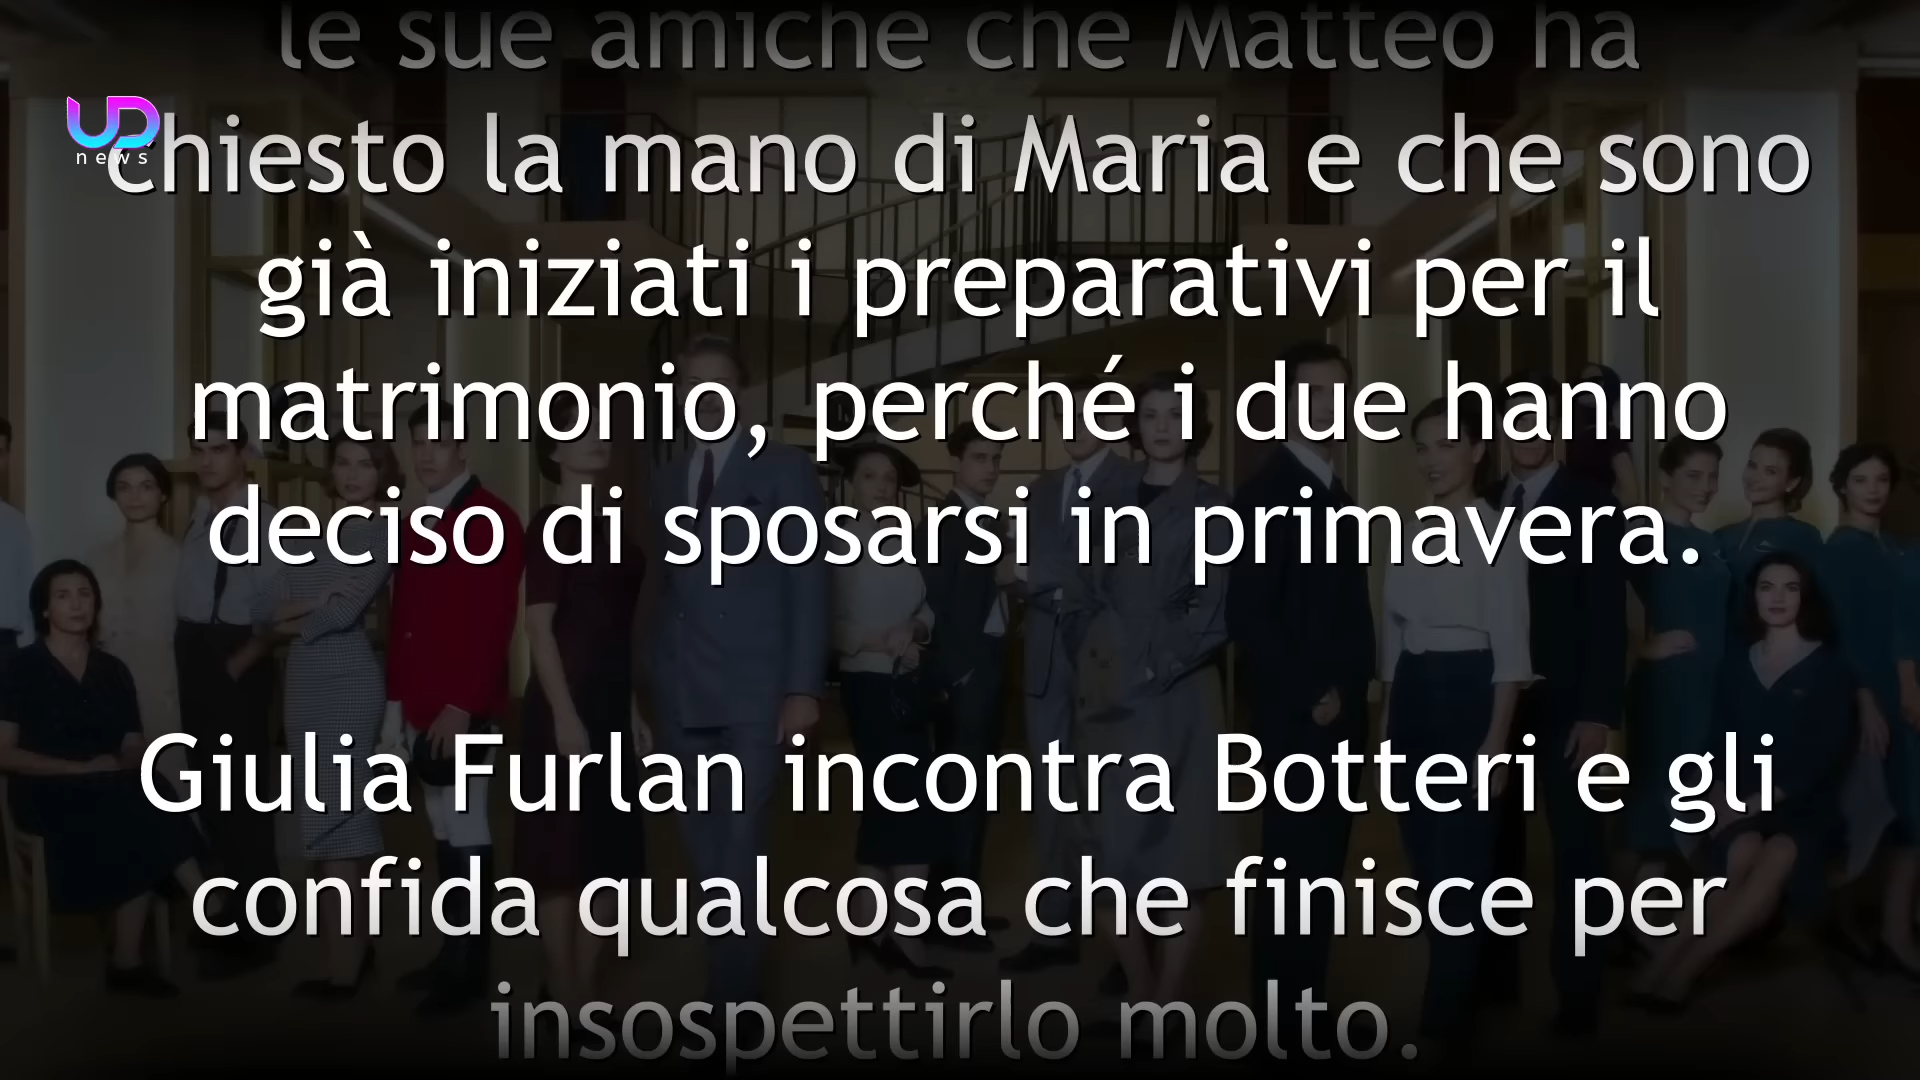 le sue amiche che Matteo ha
UD
news
chiesto la mano di Maria e che sono
già iniziati i preparativi per il
matrimonio, perché i due hanno
deciso di sposarsi in primavera.
Giulia Furlan incontra Botteri e gli
confida qualcosa che finisce per
insospettirlo molto.